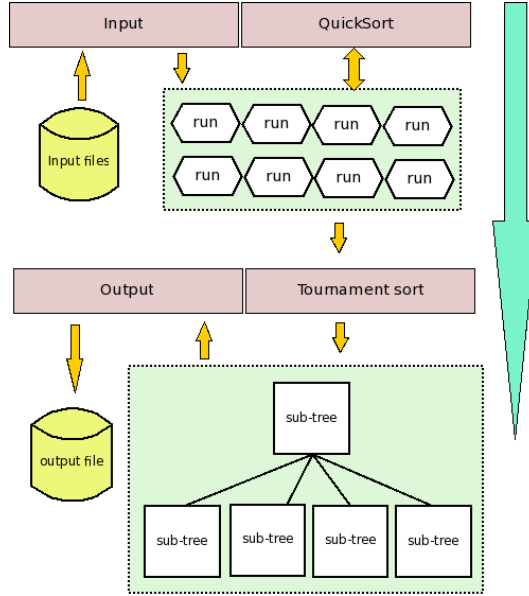 Input
QuickSort
run run run run
Input files
run run run run
Output
Tournament sort
sub-tree
output file
sub-tree sub-tree sub-tree sub-tree